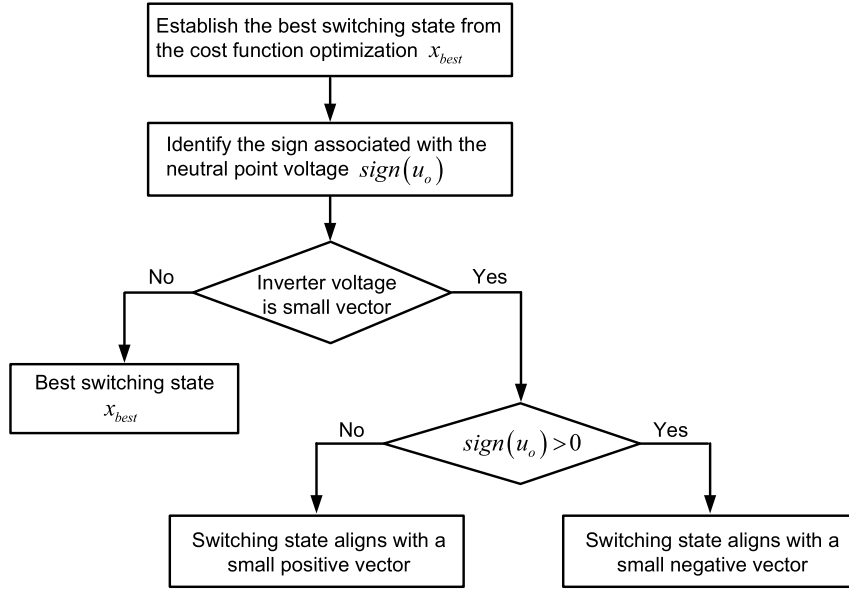 Establish the best switching state from
the cost function optimization x_best
Identify the sign associated with the
neutral point voltage sign(u_o)
No
Yes
Inverter voltage
is small vector
Best switching state
x_best
No
Yes
sign(u_o)>0
Switching state aligns with a
small positive vector
Switching state aligns with a
small negative vector